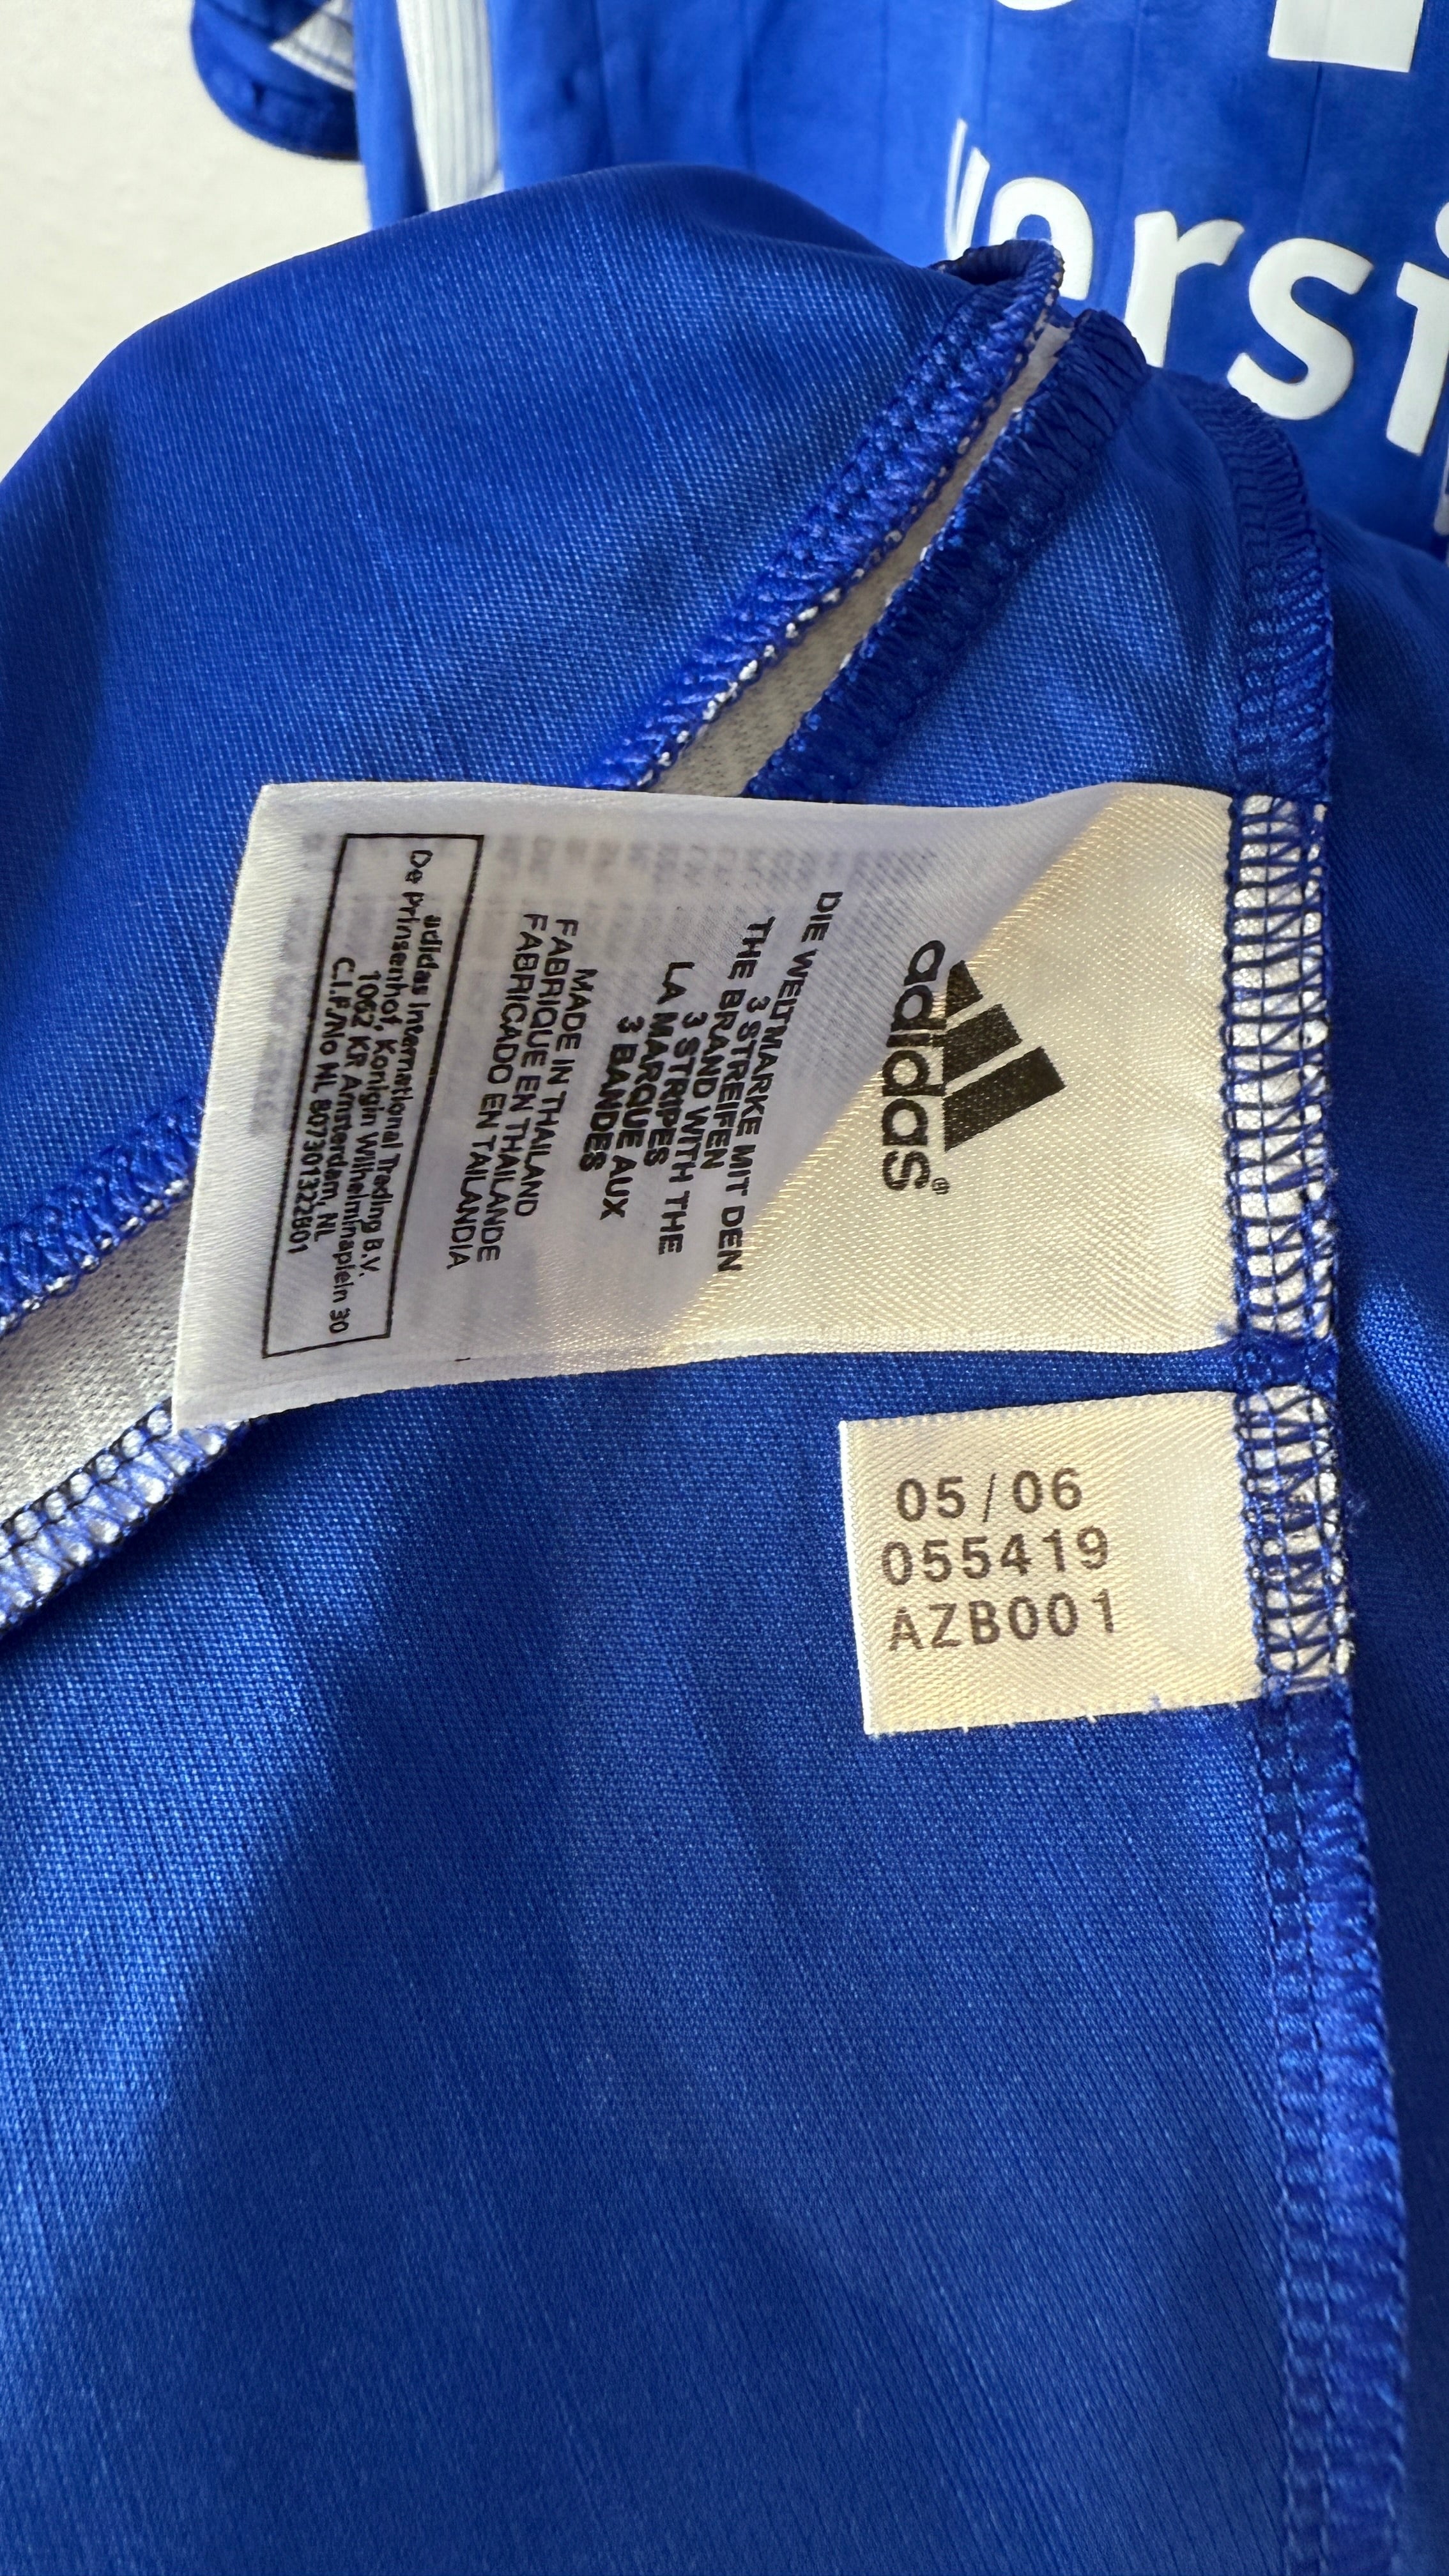 ersi
adidas®
DIE WELTMARKE MIT DEN
3 STREIFEN
THE BRAND WITH THE
3 STRIPES
LA MARQUE AUX
3 BANDES
MADE IN THAILAND
FABRIQUE EN THAILANDE
FABRICADO EN TAILANDIA
adidas International Trading B.V.
De Prinsenhof, Konigin Wilhelminaplein 30
1062 KR Amsterdam, NL
C.I.F./No NL 807301322B01
05/06
055419
AZB001